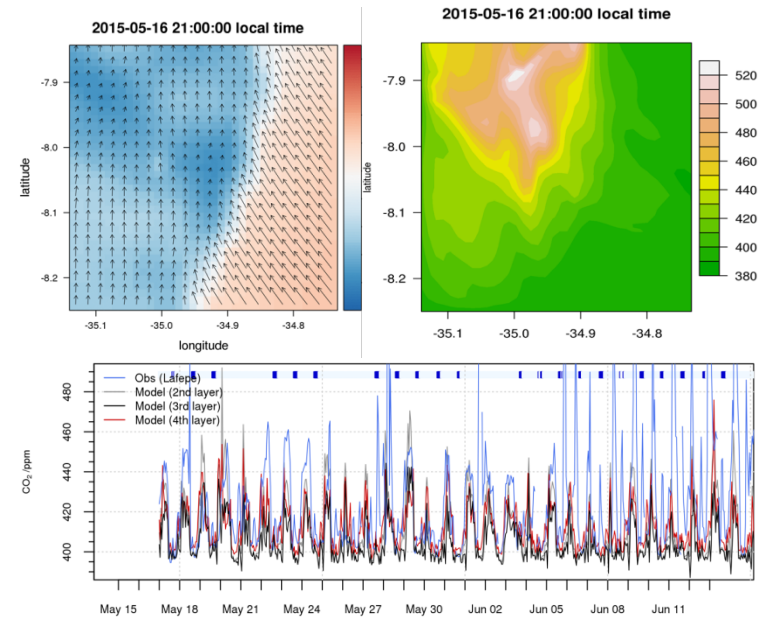 2015-05-16 21:00:00 local time
-7.9
-8.0
-8.1
-8.2
latitude
-35.1
-35.0
-34.9
-34.8
longitude
latitude
2015-05-16 21:00:00 local time
-7.9
-8.0
-8.1
-8.2
-35.1
-35.0
-34.9
-34.8
520
500
480
460
440
420
400
380
Obs (Lafepe)
Model (2nd layer)
Model (3rd layer)
Model (4th layer)
480
460
440
420
400
CO₂ /ppm
May 15
May 18
May 21
May 24
May 27
May 30
Jun 02
Jun 05
Jun 08
Jun 11